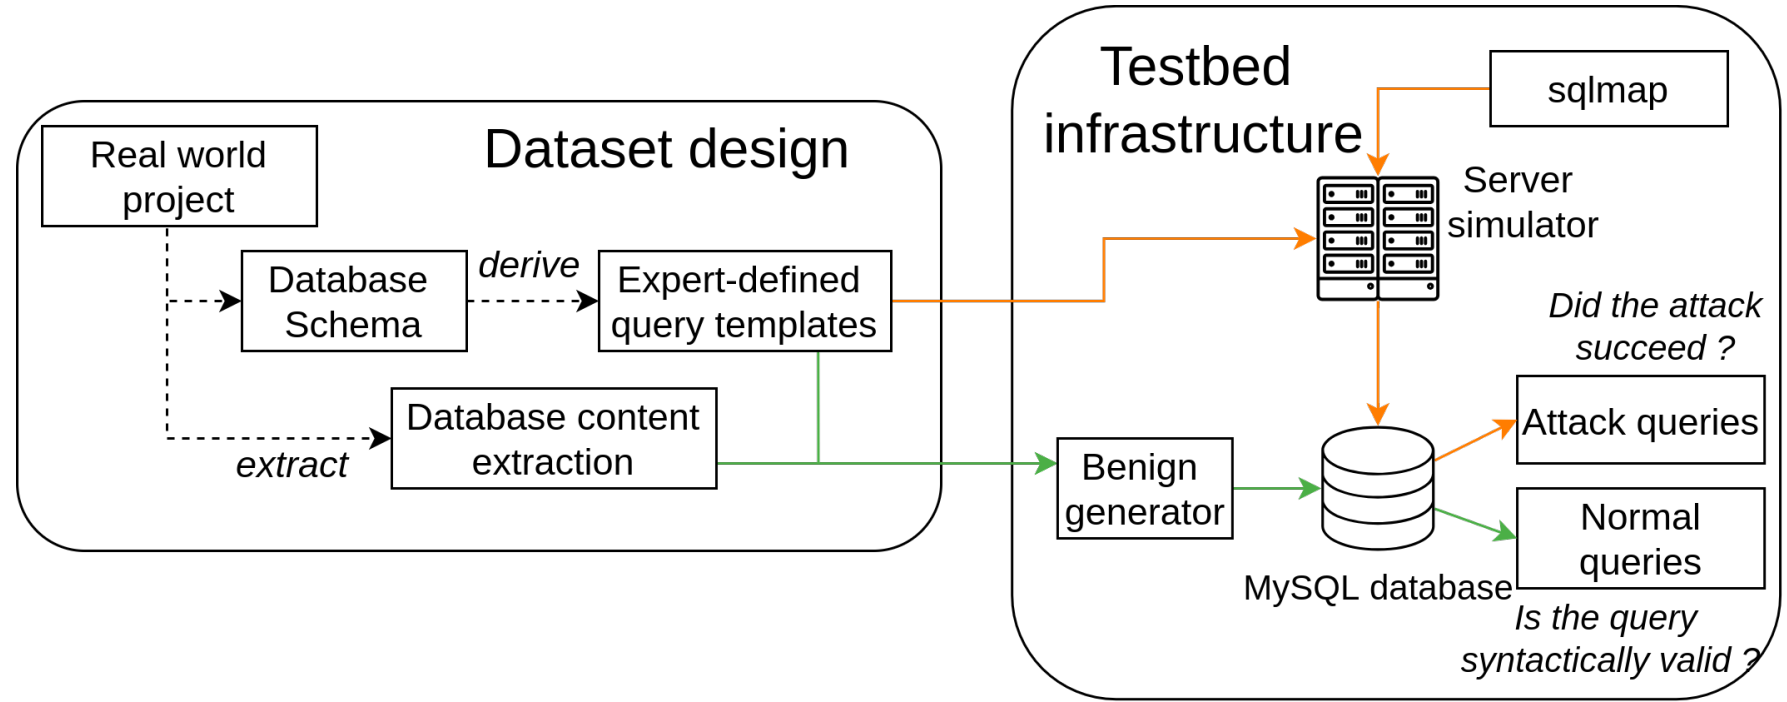 Dataset design
Real world
project
Database
Schema
derive
Expert-defined
query templates
extract
Database content
extraction
Testbed
infrastructure
sqlmap
Server
simulator
Did the attack
succeed ?
Attack queries
Benign
generator
MySQL database
Normal
queries
Is the query
syntactically valid ?